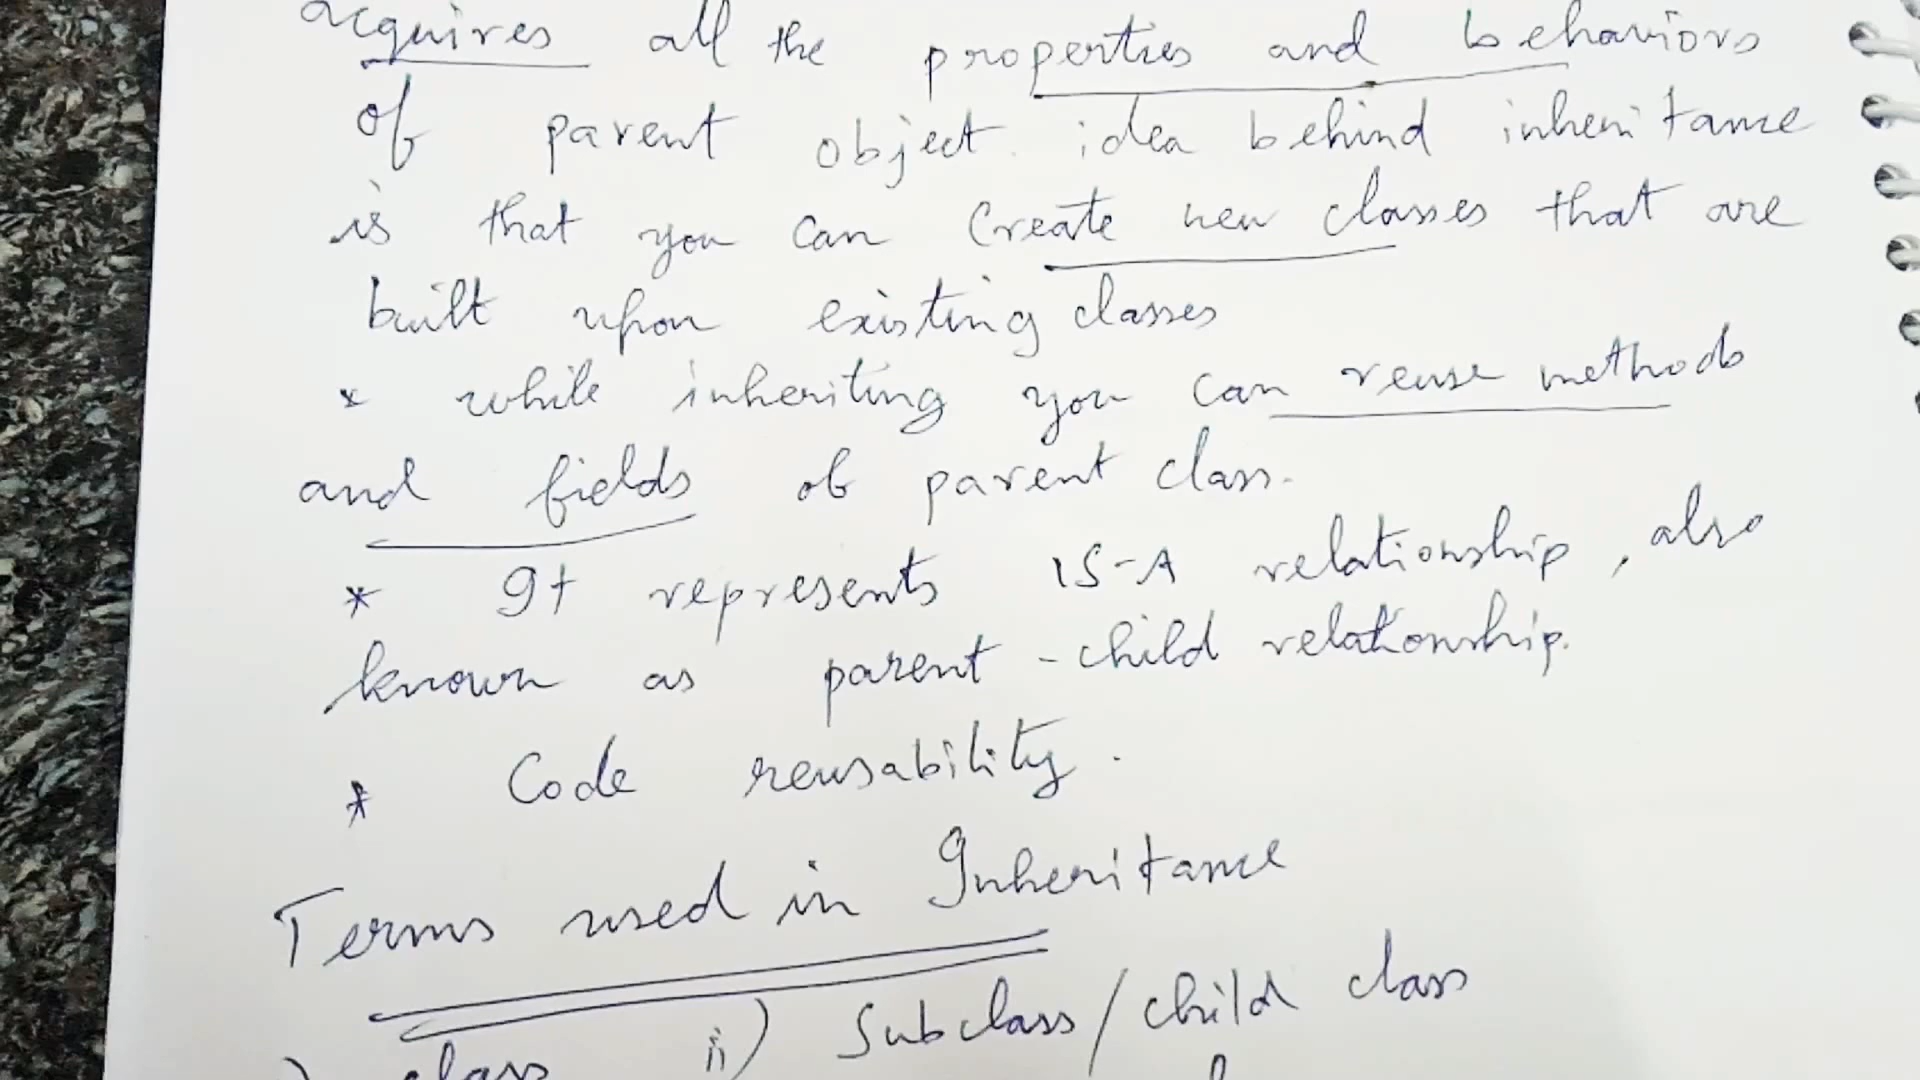 acquires all the properties and behaviors
of parent object. idea behind inheritance
is that you can create new classes that are
built upon existing classes
* while inheriting you can reuse methods
and fields of parent class.
* It represents IS-A relationship, also
known as parent-child relationship.
* Code reusability.
Terms used in Inheritance
) class ii) Subclass/child class